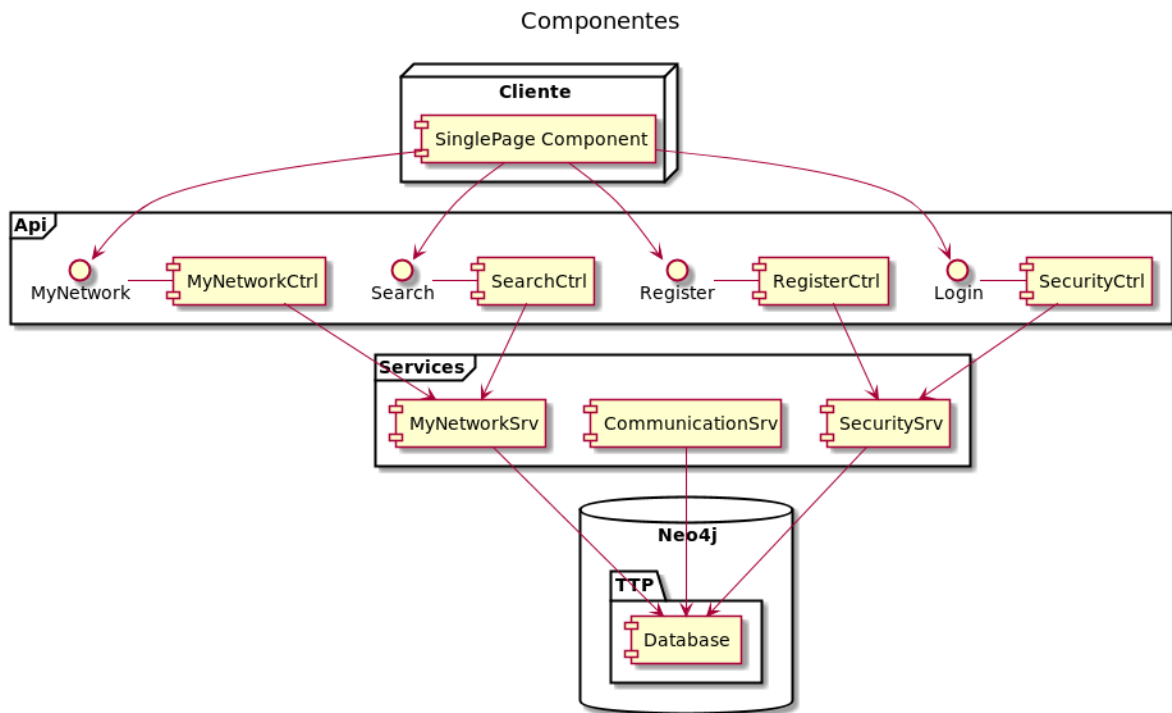 Componentes
Cliente
SinglePage Component
Api
MyNetwork
MyNetworkCtrl
Search
SearchCtrl
Register
RegisterCtrl
Login
SecurityCtrl
Services
MyNetworkSrv
CommunicationSrv
SecuritySrv
Neo4j
TTP
Database